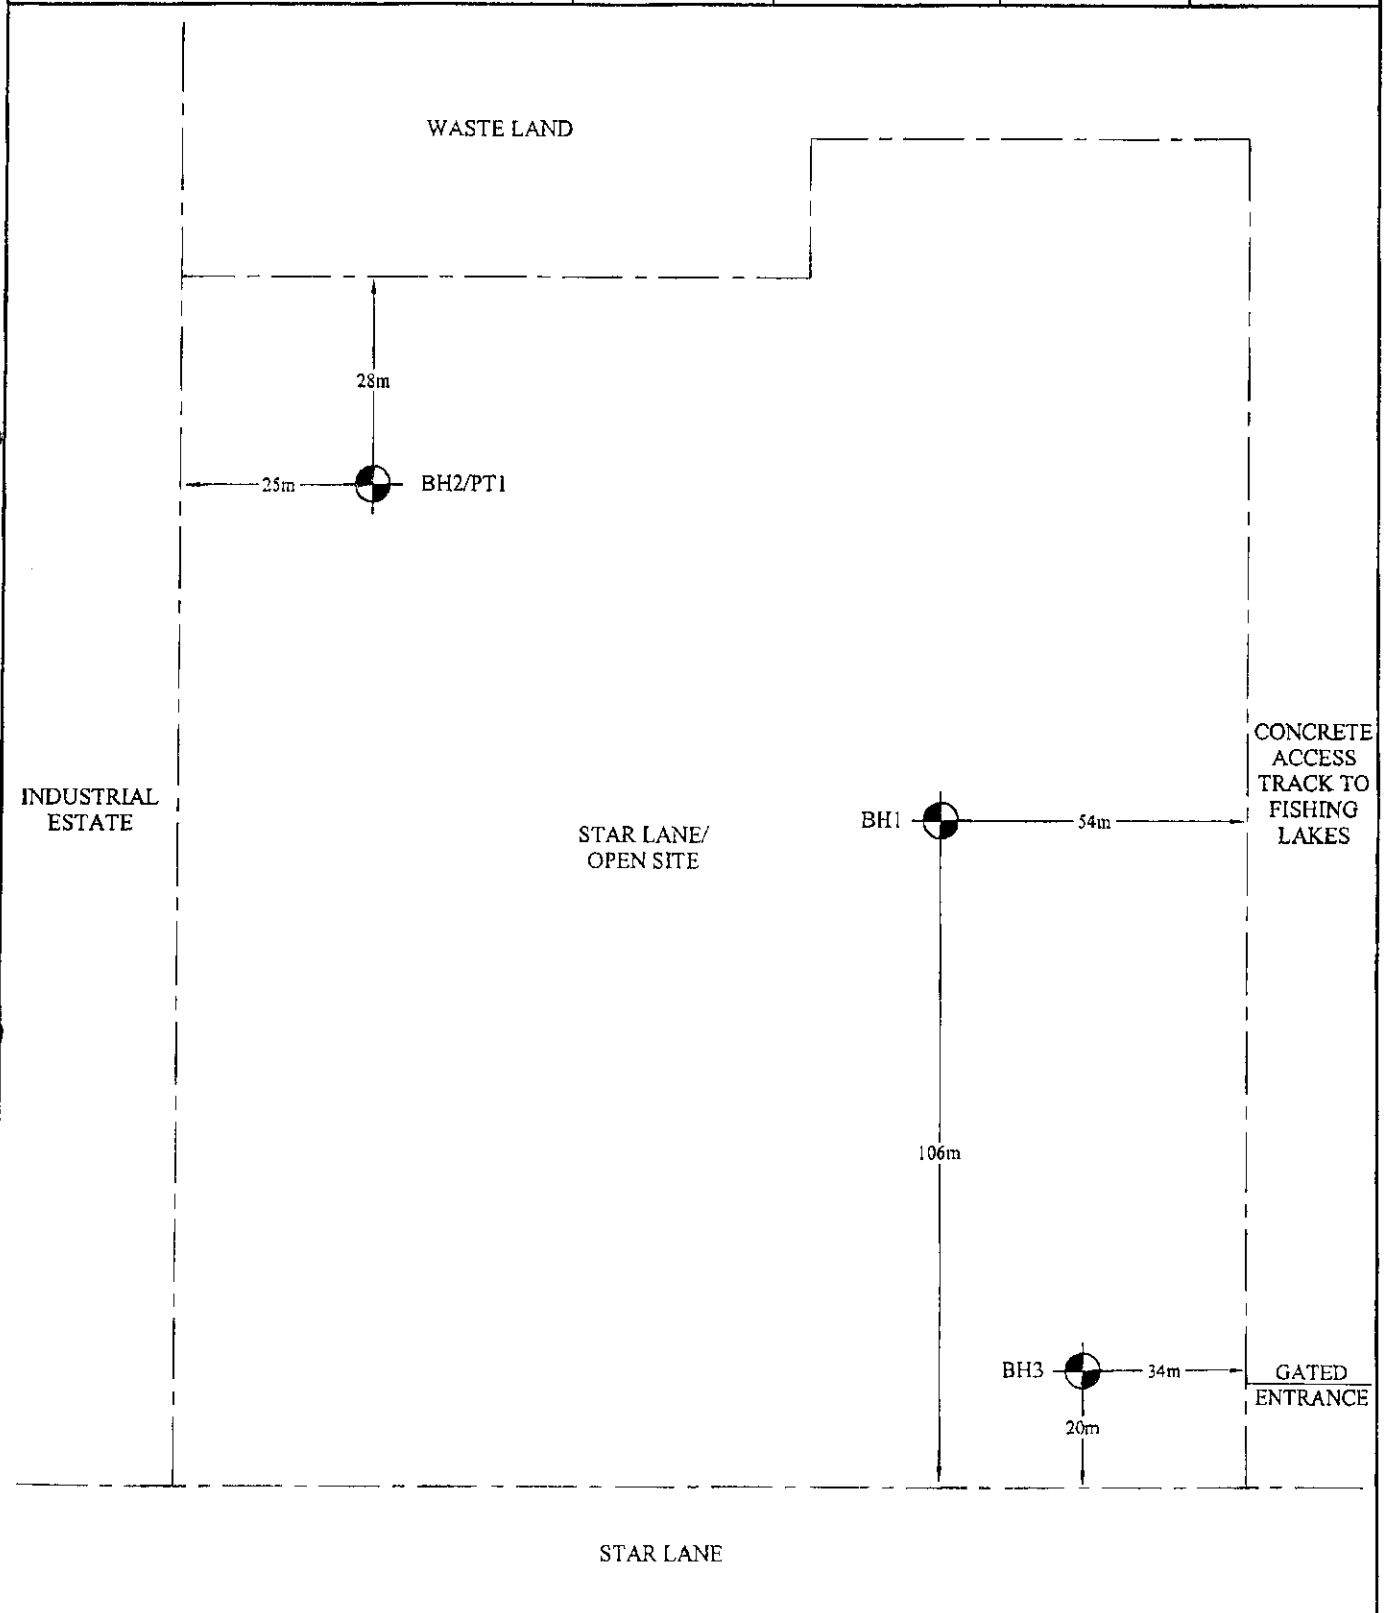 WASTE LAND
28m
25m
BH2/PT1
INDUSTRIAL
ESTATE
STAR LANE/
OPEN SITE
BH1
54m
CONCRETE
ACCESS
TRACK TO
FISHING
LAKES
106m
BH3
34m
20m
GATED
ENTRANCE
STAR LANE